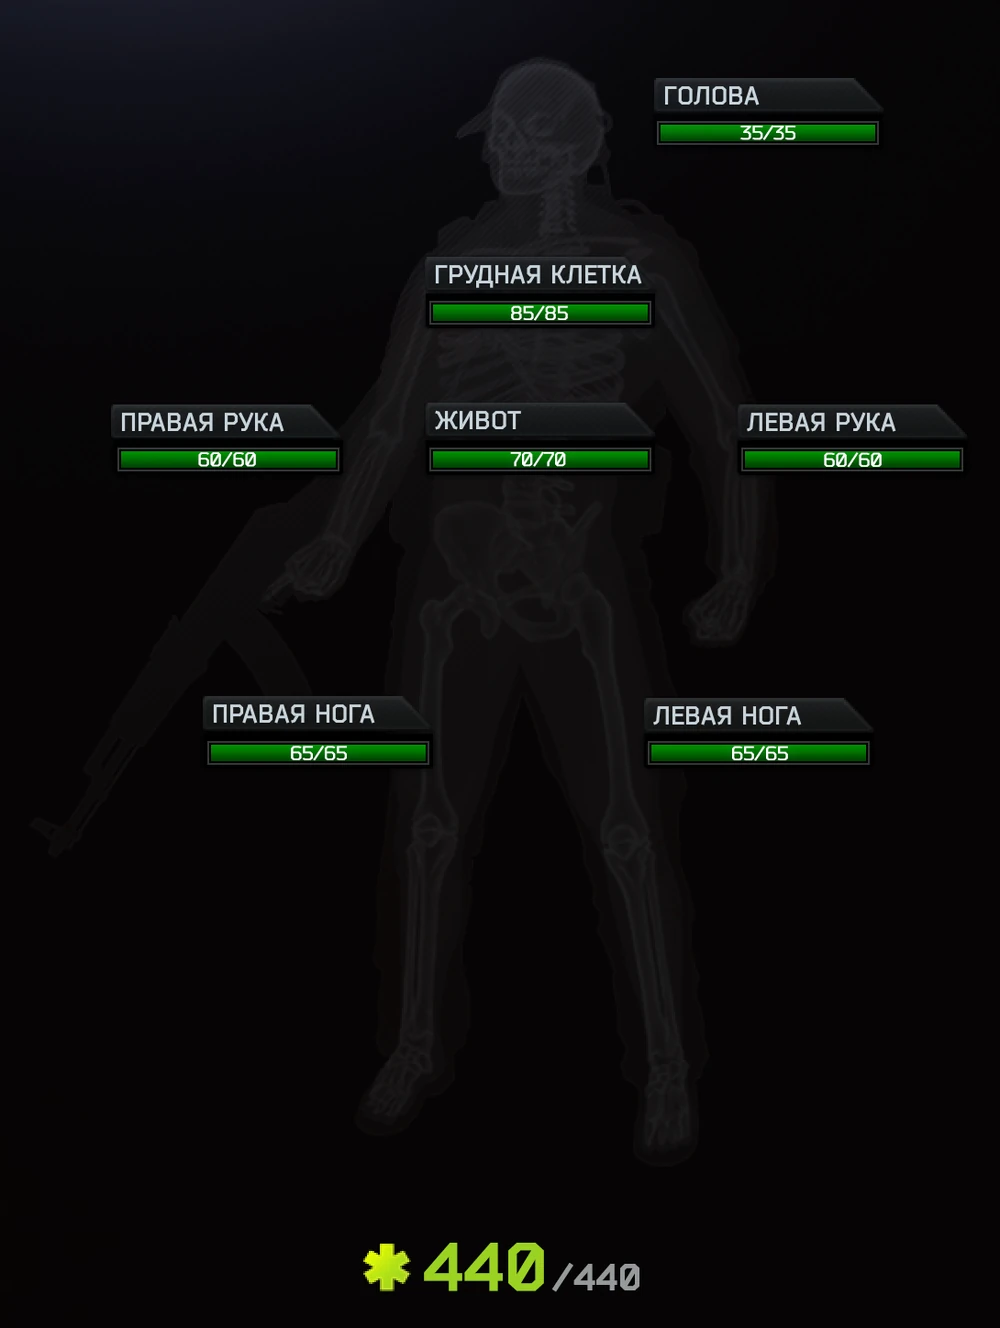 ГОЛОВА
35/35
ГРУДНАЯ КЛЕТКА
85/85
ПРАВАЯ РУКА
60/60
ЖИВОТ
70/70
ЛЕВАЯ РУКА
60/60
ПРАВАЯ НОГА
65/65
ЛЕВАЯ НОГА
65/65
440/440